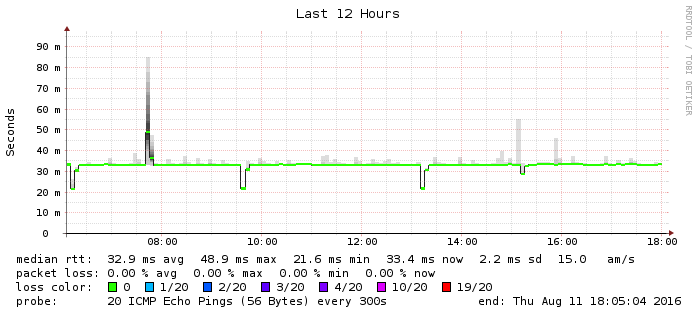 Last 12 Hours
RRDTOOL / TOBI OETIKER
Seconds
90 m
80 m
70 m
60 m
50 m
40 m
30 m
20 m
10 m
0 m
08:00 10:00 12:00 14:00 16:00 18:00
median rtt: 32.9 ms avg 48.9 ms max 21.6 ms min 33.4 ms now 2.2 ms sd 15.0 am/s
packet loss: 0.00 % avg 0.00 % max 0.00 % min 0.00 % now
loss color: 0 1/20 2/20 3/20 4/20 10/20 19/20
probe: 20 ICMP Echo Pings (56 Bytes) every 300s end: Thu Aug 11 18:05:04 2016